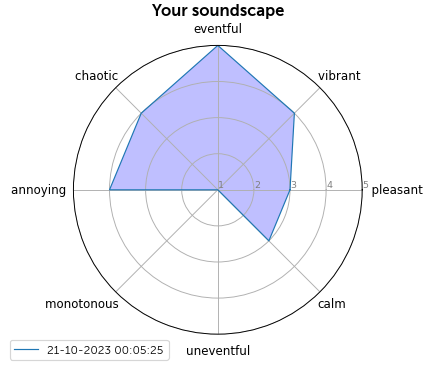 Your soundscape
eventful
chaotic
vibrant
annoying
1
2
3
4
5
pleasant
monotonous
calm
21-10-2023 00:05:25
uneventful